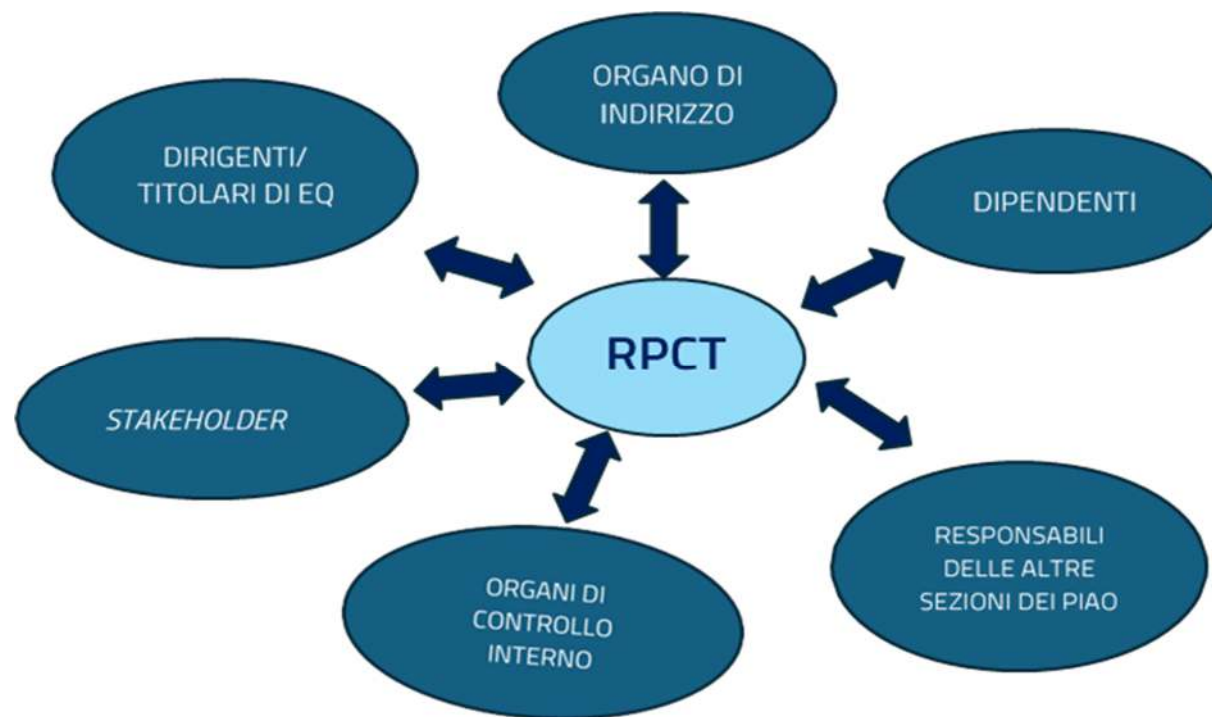 ORGANO DI
INDIRIZZO
DIRIGENTI/
TITOLARI DI EQ
DIPENDENTI
RPCT
STAKEHOLDER
RESPONSABILI
DELLE ALTRE
SEZIONI DEI PIAO
ORGANI DI
CONTROLLO
INTERNO